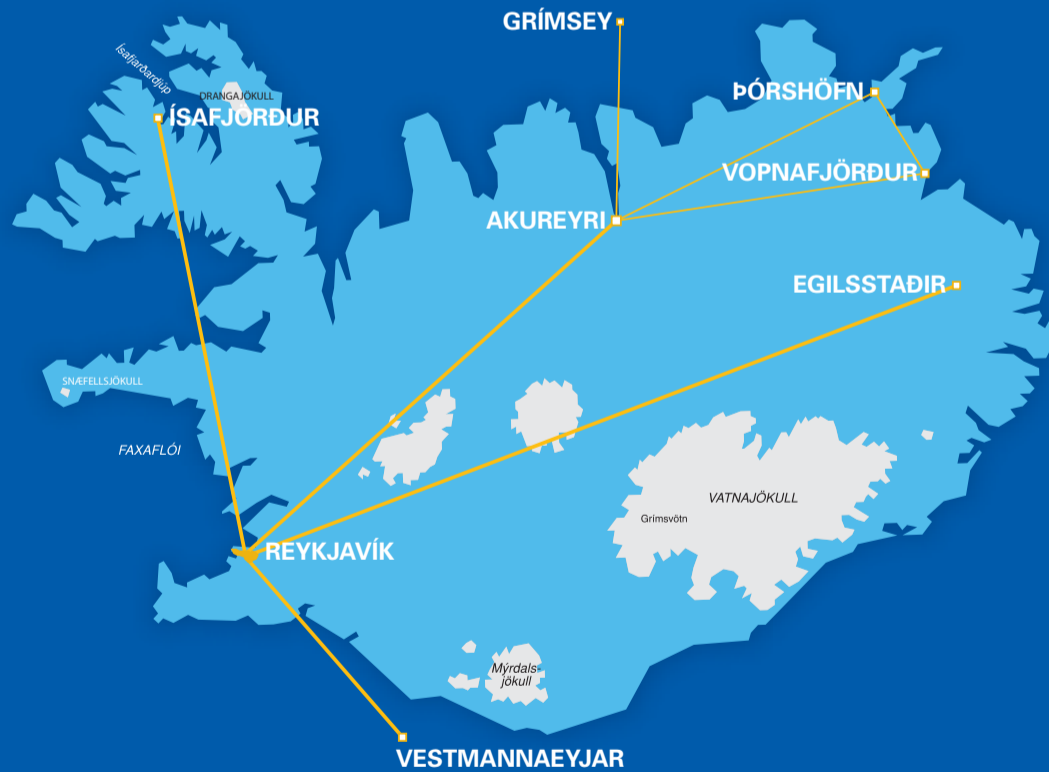 GRÍMSEY
Ísafjarðardjúp
DRANGAJÖKULL
ÞÓRSHÖFN
ÍSAFJÖRÐUR
VOPNAFJÖRÐUR
AKUREYRI
EGILSSTAÐIR
SNÆFELLSJÖKULL
FAXAFLÓI
VATNAJÖKULL
Grímsvötn
REYKJAVÍK
Mýrdals-
jökull
VESTMANNAEYJAR